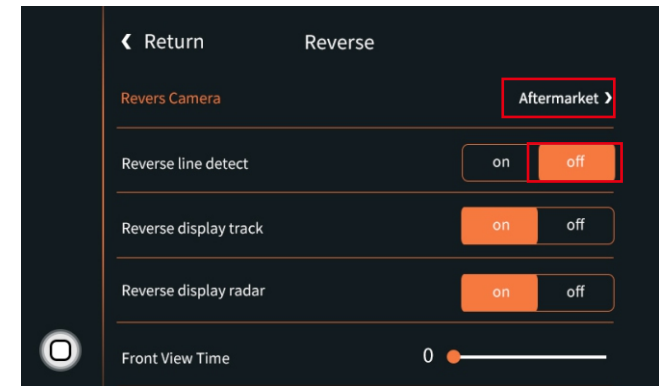 ❮ Return Reverse
Revers Camera Aftermarket ❯
Reverse line detect on off
Reverse display track on off
Reverse display radar on off
Front View Time 0